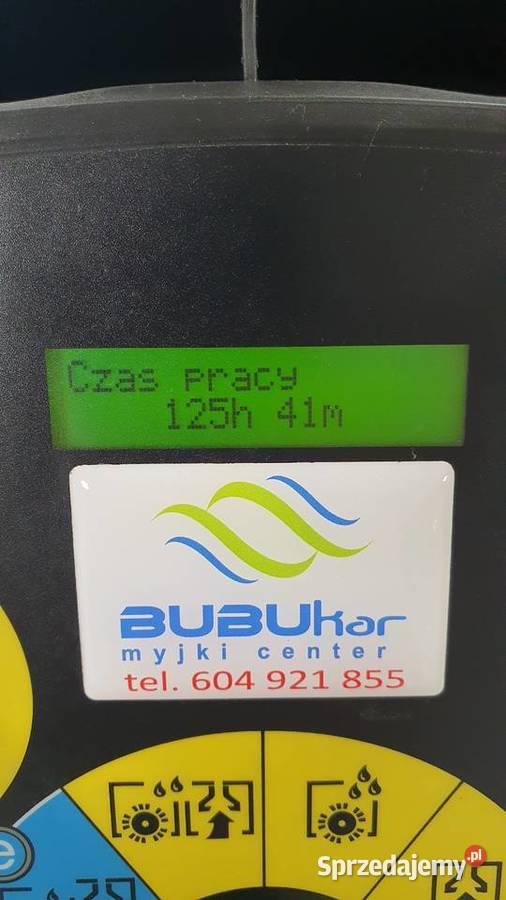 Czas pracy
125h 41m
BUBUkar
myjki center
tel. 604 921 855
e
Sprzedajemy.pl